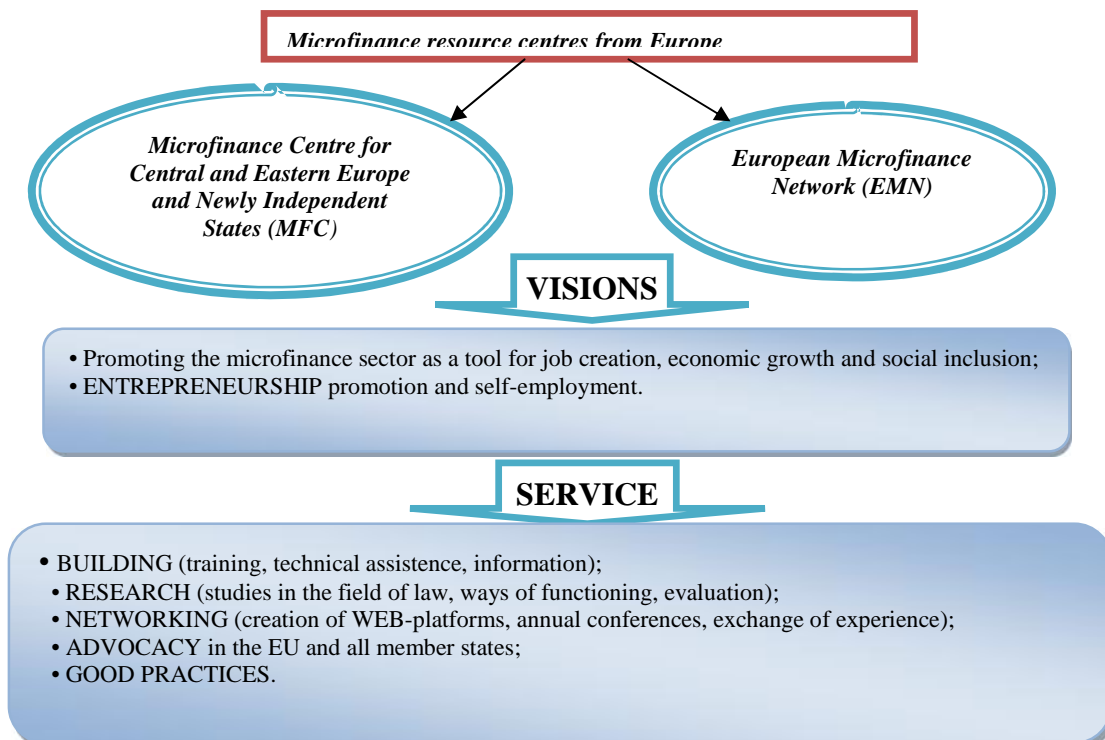 Microfinance resource centres from Europe
Microfinance Centre for
Central and Eastern Europe
and Newly Independent
States (MFC)
European Microfinance
Network (EMN)
VISIONS
• Promoting the microfinance sector as a tool for job creation, economic growth and social inclusion;
• ENTREPRENEURSHIP promotion and self-employment.
SERVICE
• BUILDING (training, technical assistence, information);
• RESEARCH (studies in the field of law, ways of functioning, evaluation);
• NETWORKING (creation of WEB-platforms, annual conferences, exchange of experience);
• ADVOCACY in the EU and all member states;
• GOOD PRACTICES.